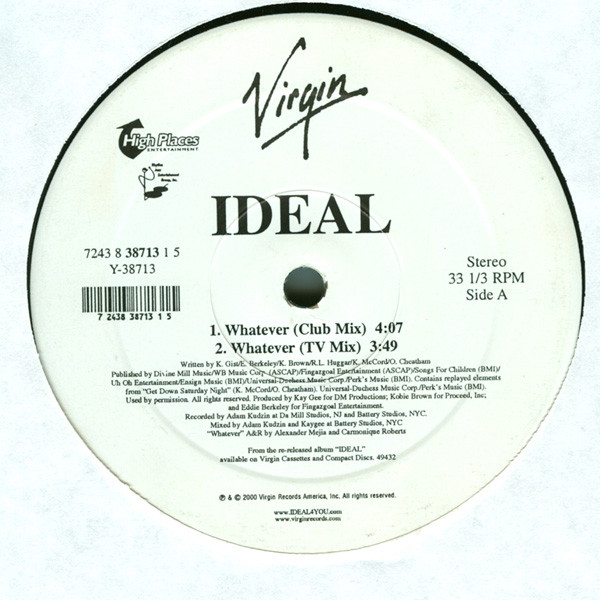 Virgin
High Places
ENTERTAINMENT
IDEAL
7243 8 38713 1 5
Y-38713
7 2438 38713 1 5
Stereo
33 1/3 RPM
Side A
1. Whatever (Club Mix) 4:07
2. Whatever (TV Mix) 3:49
Written by K. Gist/E. Berkeley/K. Brown/R.L. Huggar/K. McCord/O. Cheatham
Published by Divine Mill Music/WB Music Corp. (ASCAP)/Fingazgoal Entertainment (ASCAP)/Songs For Children (BMI)/
Uh Oh Entertainment/Ensign Music (BMI)/Universal-Duchess Music Corp./Perk's Music (BMI). Contains replayed elements
from "Get Down Saturday Night" (K. McCord/O. Cheatham). Universal-Duchess Music Corp./Perk's Music (BMI).
Used by permission. All rights reserved. Produced by Kay Gee for DM Productions; Kobie Brown for Proceed, Inc;
and Eddie Berkeley for Fingazgoal Entertainment.
Recorded by Adam Kudzin at Da Mill Studios, NJ and Battery Studios, NYC.
Mixed by Adam Kudzin and Kaygee at Battery Studios, NYC
"Whatever" A&R by Alexander Mejia and Carmonique Roberts
From the re-released album "IDEAL"
available on Virgin Cassettes and Compact Discs. 49432
℗ & © 2000 Virgin Records America, Inc. All rights reserved.
www.IDEAL4YOU.com
www.virginrecords.com